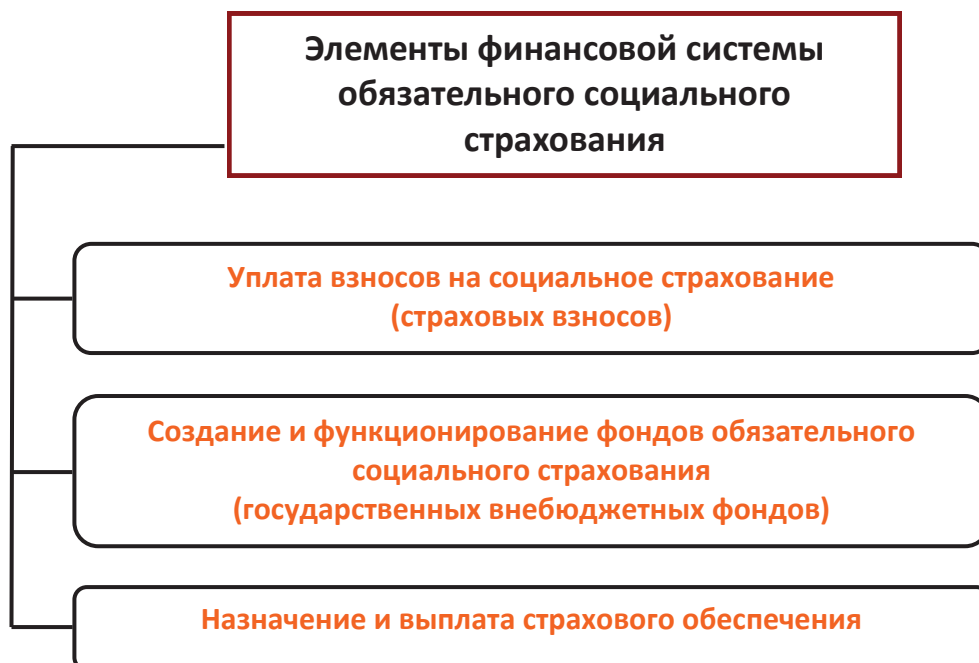 Элементы финансовой системы
обязательного социального
страхования
Уплата взносов на социальное страхование
(страховых взносов)
Создание и функционирование фондов обязательного
социального страхования
(государственных внебюджетных фондов)
Назначение и выплата страхового обеспечения